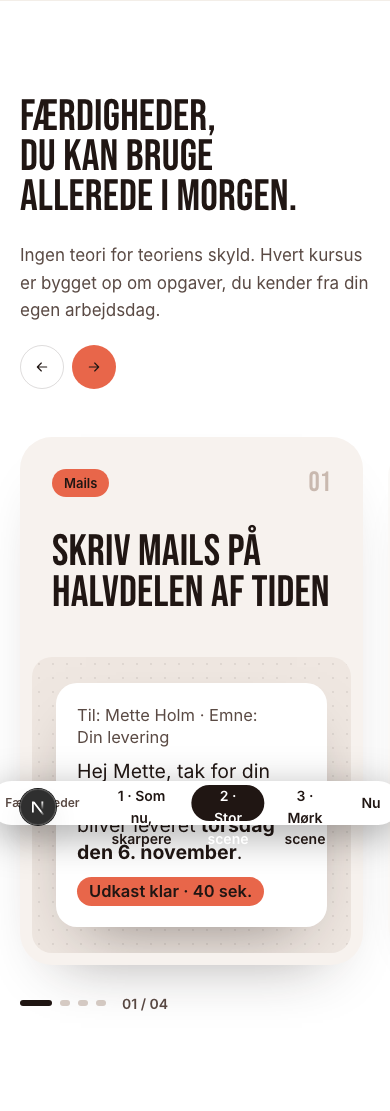 FÆRDIGHEDER,
DU KAN BRUGE
ALLEREDE I MORGEN.
Ingen teori for teoriens skyld. Hvert kursus
er bygget op om opgaver, du kender fra din
egen arbejdsdag.
← →
Mails
01
SKRIV MAILS PÅ
HALVDELEN AF TIDEN
Til: Mette Holm · Emne:
Din levering
Hej Mette, tak for din
bliver leveret torsdag
den 6. november.
Udkast klar · 40 sek.
N
1 · Som
nu,
skarpere
2 ·
Stor
scene
3 ·
Mørk
scene
Nu
01 / 04